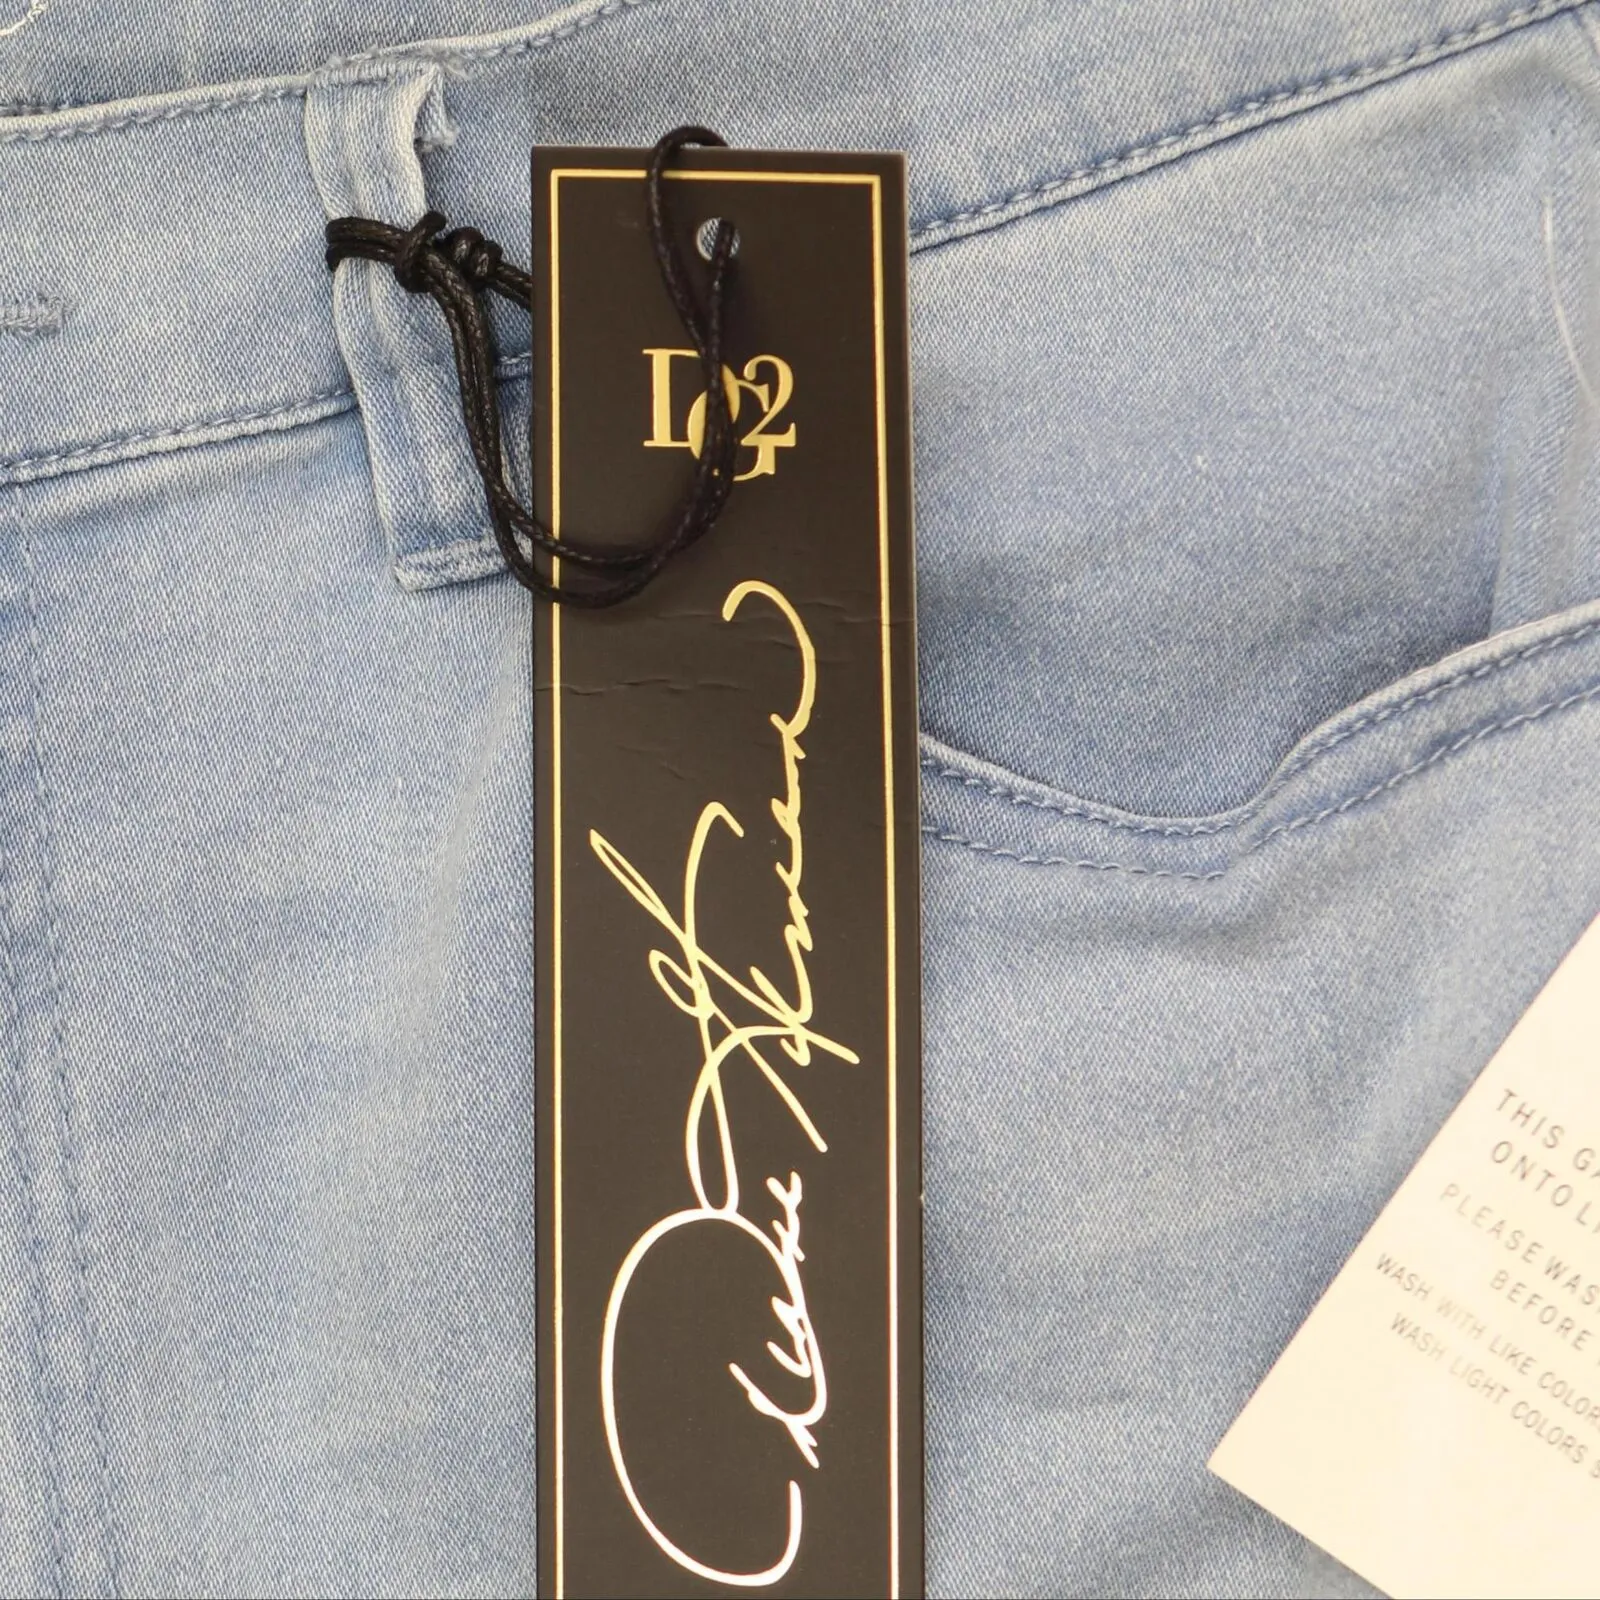 DG2
Diane Gilman
THIS GA
ONTO LI
PLEASE WAS
BEFORE
WASH WITH LIKE COLOR
WASH LIGHT COLORS S